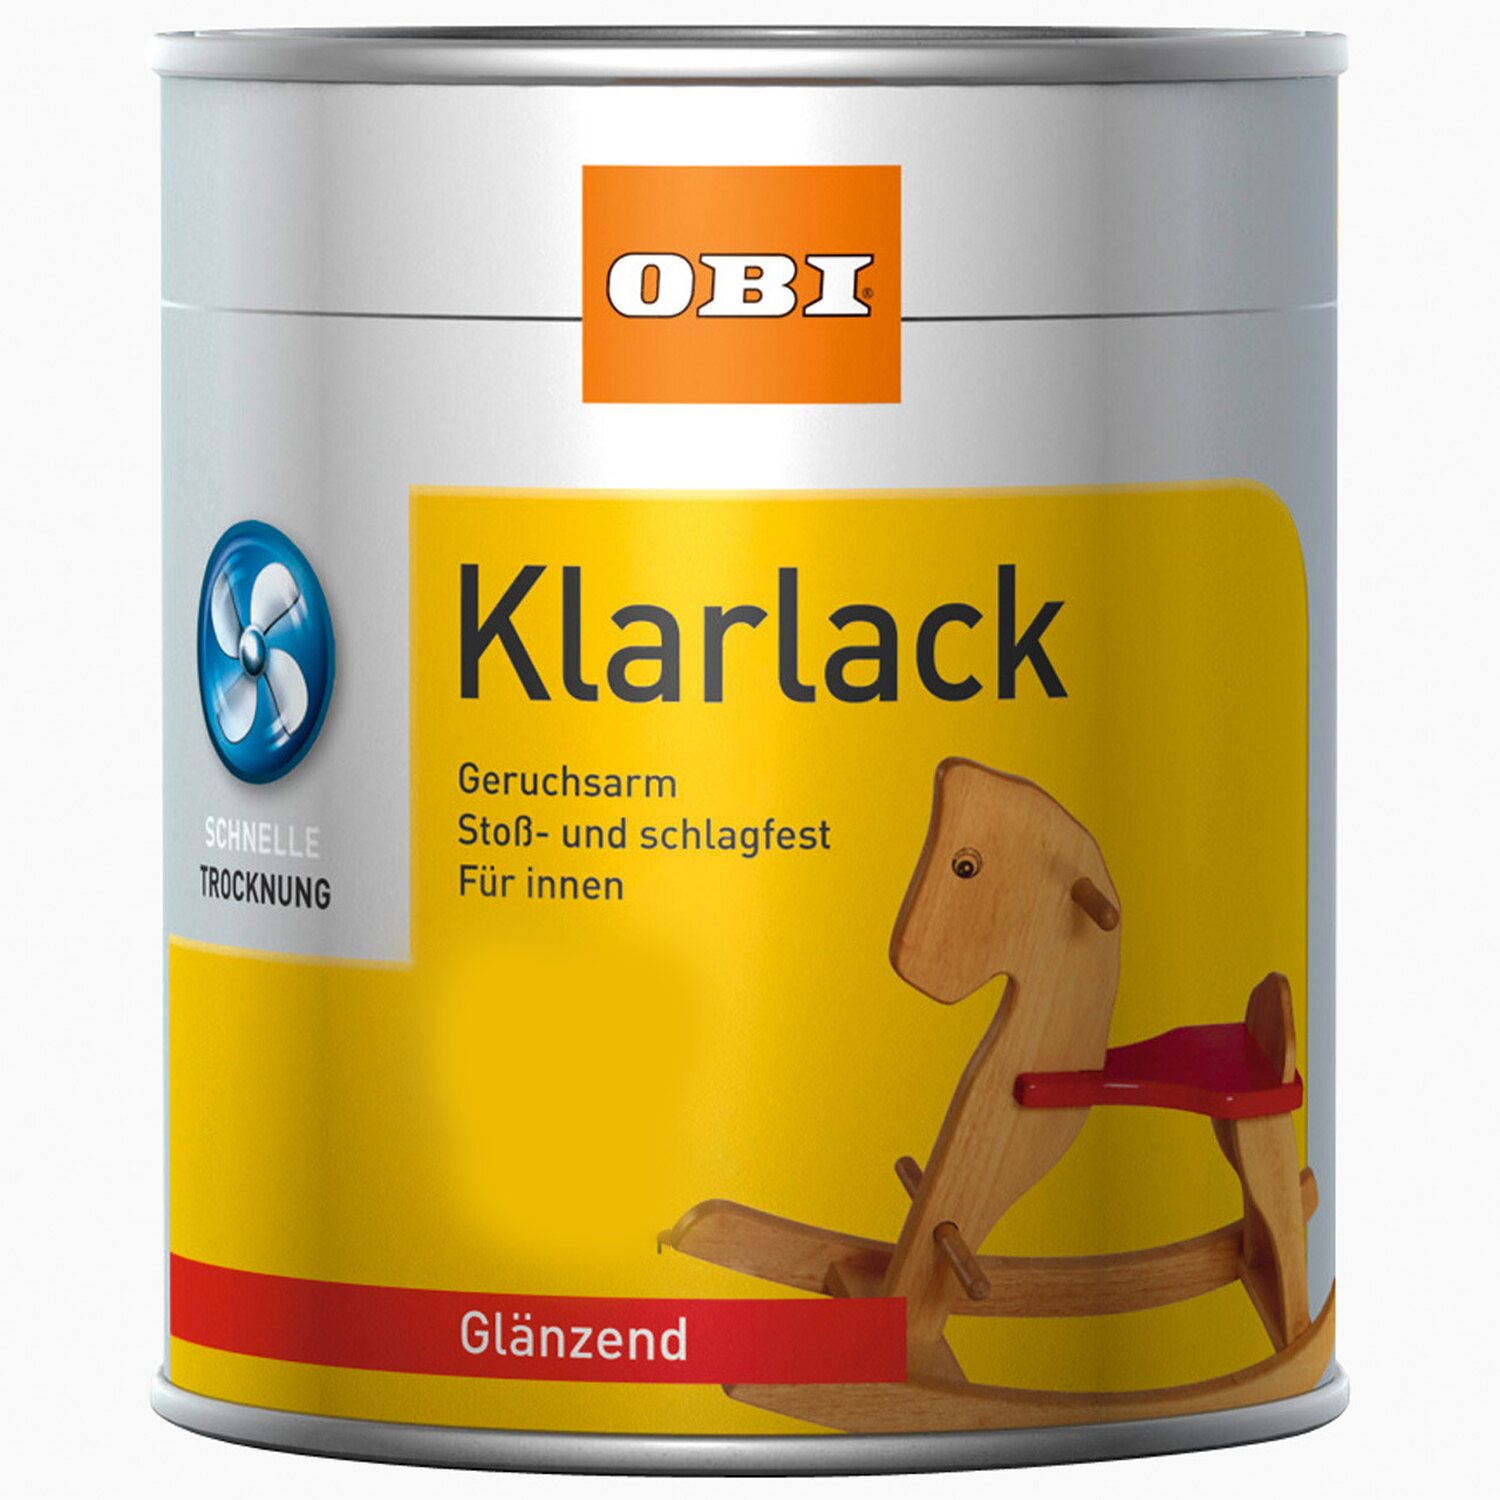 OBI®
Klarlack
Geruchsarm
Stoß- und schlagfest
Für innen
SCHNELLE
TROCKNUNG
Glänzend